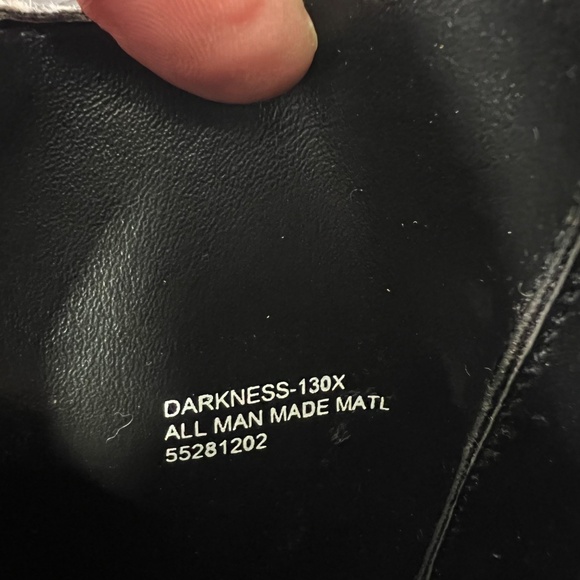 DARKNESS-130X
ALL MAN MADE MATL
55281202